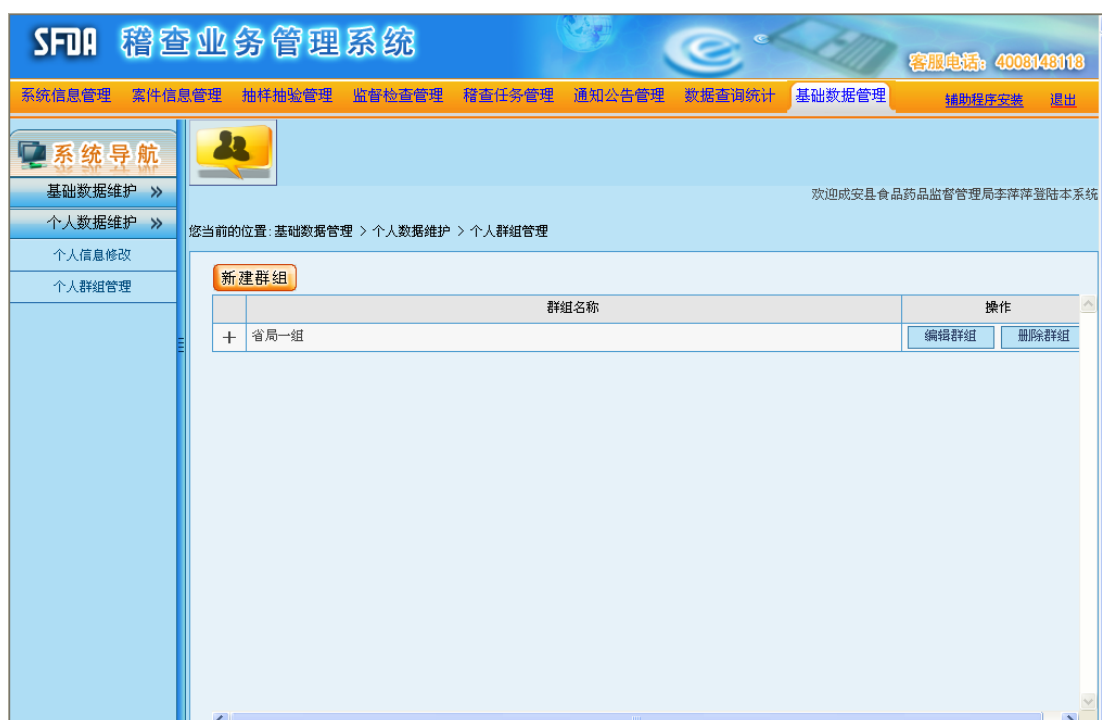 SFDA 稽查业务管理系统
客服电话：4008148118
系统信息管理 案件信息管理 抽样抽验管理 监督检查管理 稽查任务管理 通知公告管理 数据查询统计 基础数据管理 辅助程序安装 退出
系统导航
基础数据维护 »
个人数据维护 »
个人信息修改
个人群组管理
欢迎成安县食品药品监督管理局李萍萍登陆本系统
您当前的位置:基础数据管理 > 个人数据维护 > 个人群组管理
新建群组
群组名称 操作
+ 省局一组 编辑群组 删除群组